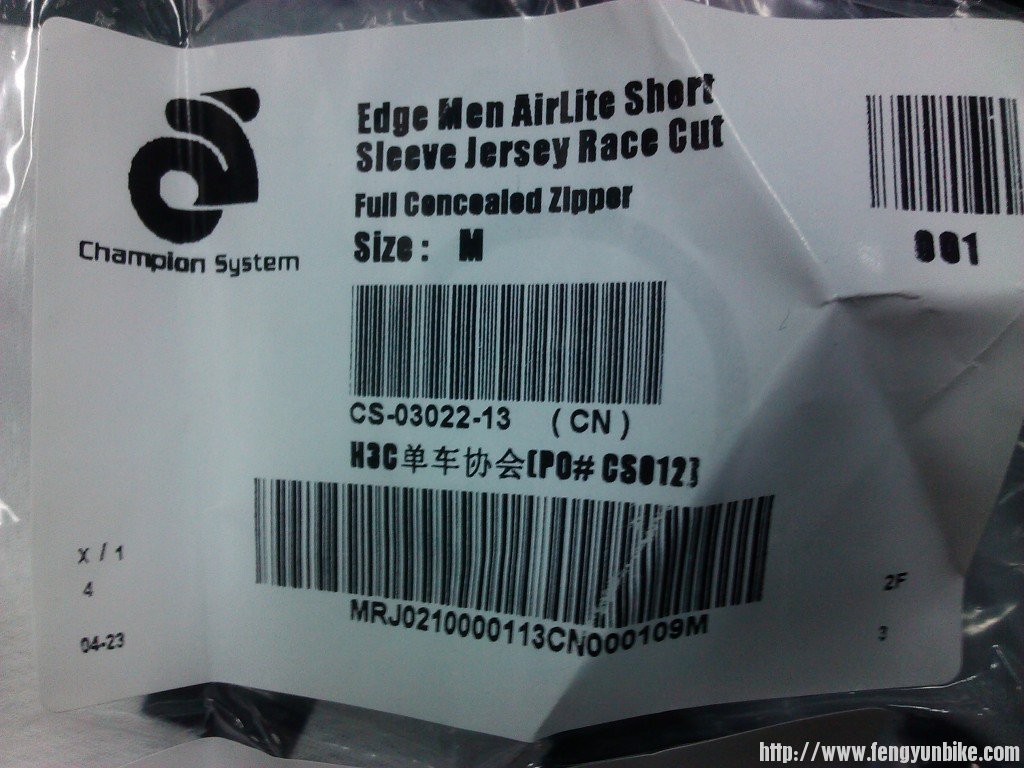 Champion System
Edge Men AirLite Short
Sleeve Jersey Race Cut
Full Concealed Zipper
Size : M
001
CS-03022-13 (CN)
H3C单车协会[PO# CS012]
MRJ0210000113CN000109M
x / 1
4
04-23
2F
3
http://www.fengyunbike.com